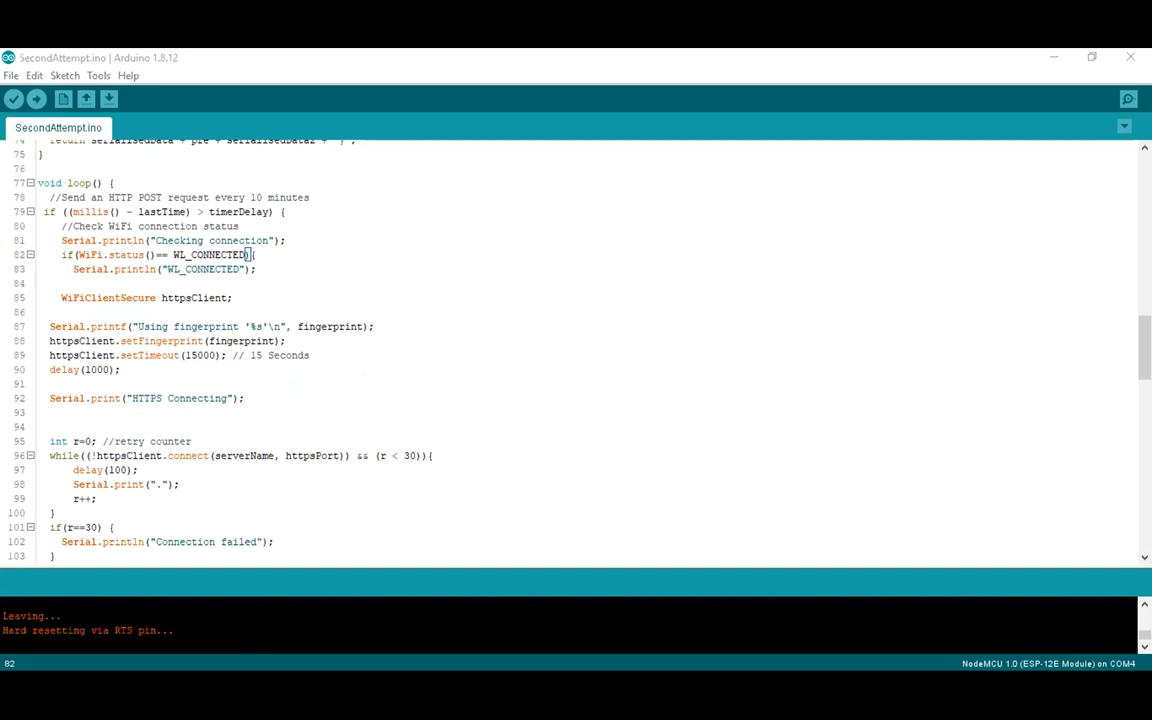 SecondAttempt.ino | Arduino 1.8.12
File Edit Sketch Tools Help
SecondAttempt.ino
74 return serialisedData + pre + serialisedData2 + "}";
75 }
76
77 void loop() {
78 //Send an HTTP POST request every 10 minutes
79 if ((millis() - lastTime) > timerDelay) {
80 //Check WiFi connection status
81 Serial.println("Checking connection");
82 if(WiFi.status()== WL_CONNECTED){
83 Serial.println("WL_CONNECTED");
84
85 WiFiClientSecure httpsClient;
86
87 Serial.printf("Using fingerprint '%s'\n", fingerprint);
88 httpsClient.setFingerprint(fingerprint);
89 httpsClient.setTimeout(15000); // 15 Seconds
90 delay(1000);
91
92 Serial.print("HTTPS Connecting");
93
94
95 int r=0; //retry counter
96 while((!httpsClient.connect(serverName, httpsPort)) && (r < 30)){
97 delay(100);
98 Serial.print(".");
99 r++;
100 }
101 if(r==30) {
102 Serial.println("Connection failed");
103 }
Leaving...
Hard resetting via RTS pin...
82 NodeMCU 1.0 (ESP-12E Module) on COM4